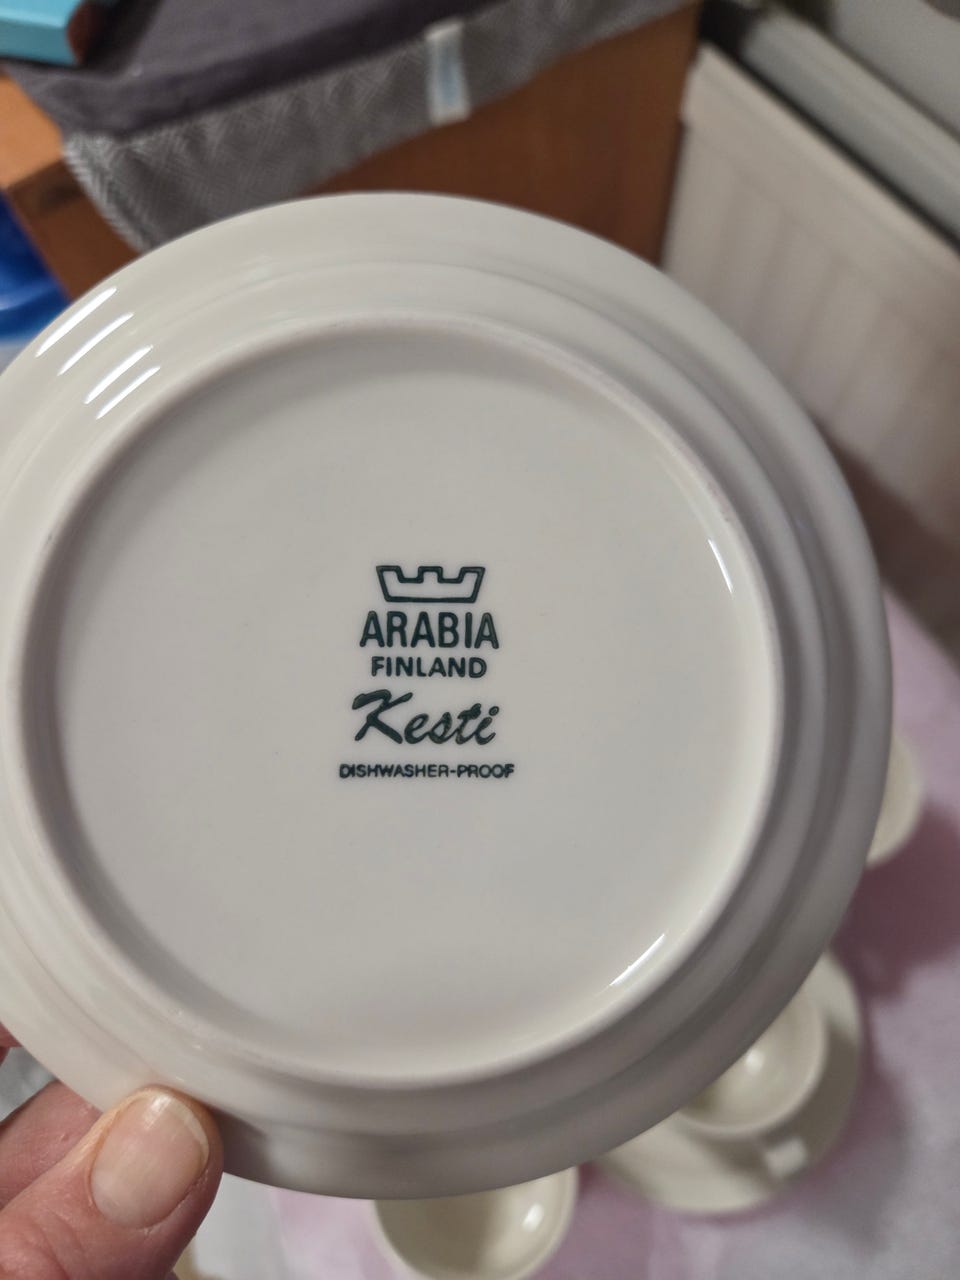 ARABIA
FINLAND
Kesti
DISHWASHER-PROOF